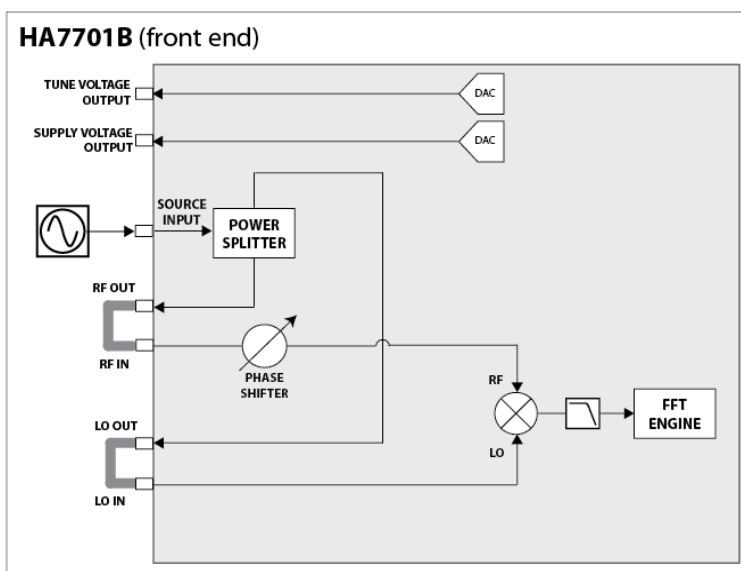 HA7701B (front end)
TUNE VOLTAGE
OUTPUT
DAC
SUPPLY VOLTAGE
OUTPUT
DAC
SOURCE
INPUT
POWER
SPLITTER
RF OUT
RF IN
PHASE
SHIFTER
RF
FFT
ENGINE
LO OUT
LO
LO IN